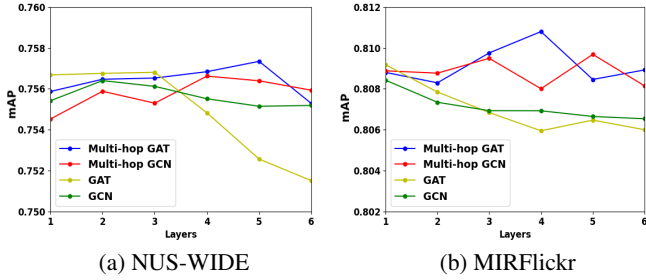 0.760
0.758
0.756
0.754
0.752
0.750
mAP
1 2 3 4 5 6
Layers
Multi-hop GAT
Multi-hop GCN
GAT
GCN
(a) NUS-WIDE
0.812
0.810
0.808
0.806
0.804
0.802
mAP
1 2 3 4 5 6
Layers
Multi-hop GAT
Multi-hop GCN
GAT
GCN
(b) MIRFlickr